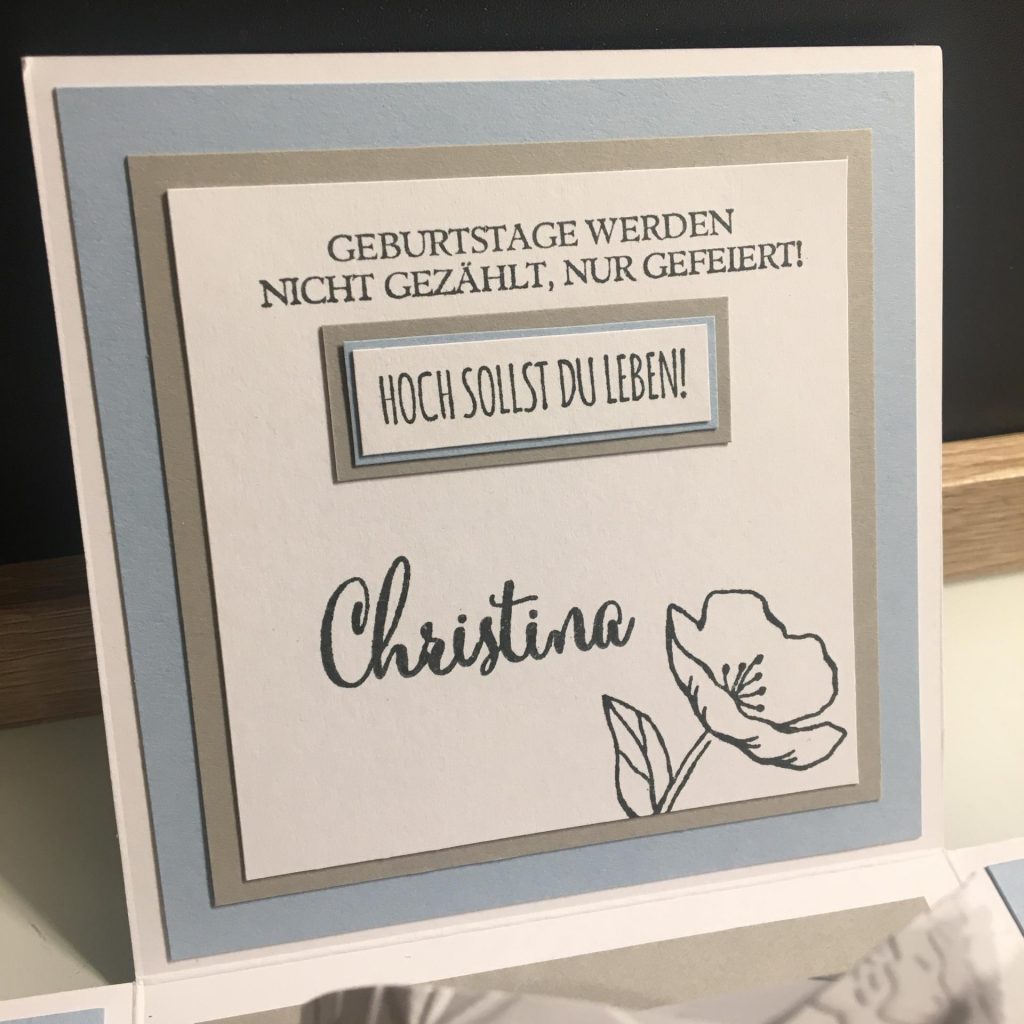 GEBURTSTAGE WERDEN
NICHT GEZÄHLT, NUR GEFEIERT!
HOCH SOLLST DU LEBEN!
Christina